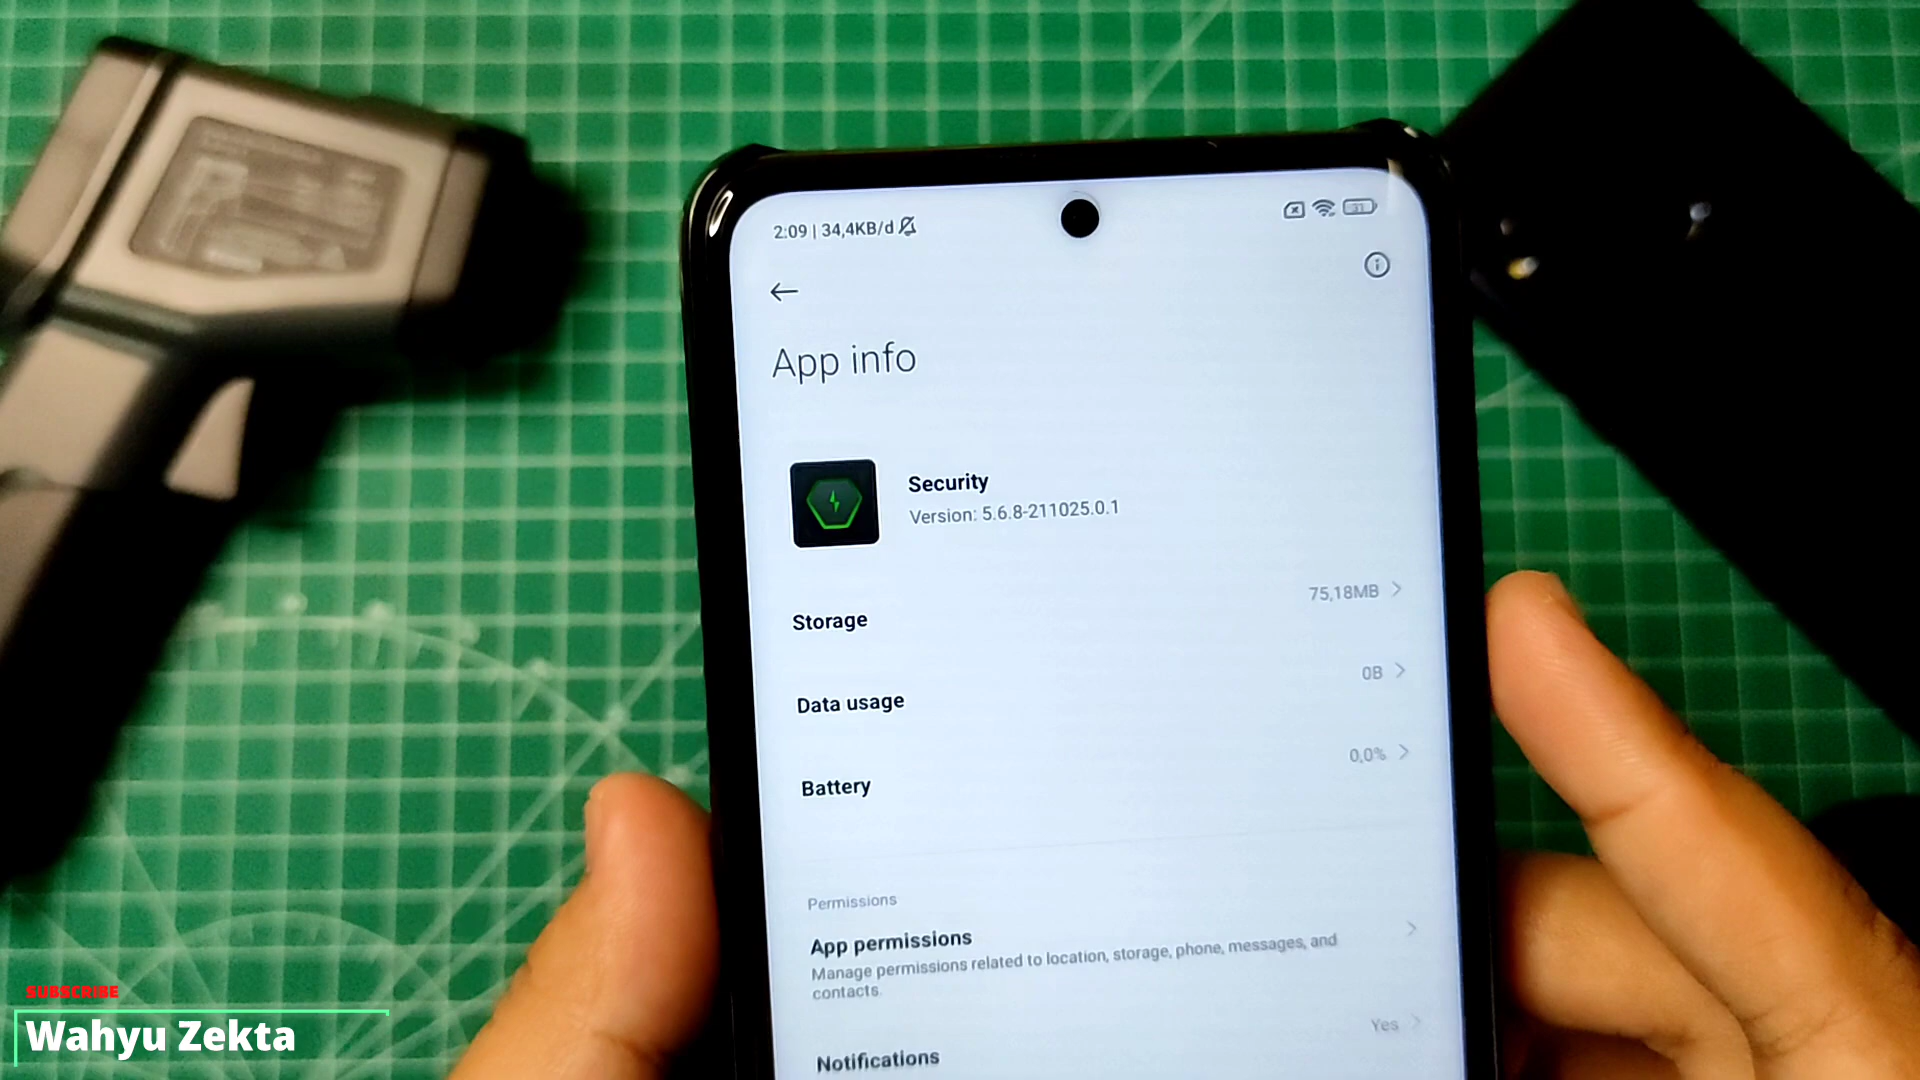 2:09 | 34,4KB/d
31
App info
Security
Version: 5.6.8-211025.0.1
Storage
75,18MB
Data usage
0B
Battery
0,0%
Permissions
App permissions
Manage permissions related to location, storage, phone, messages, and
contacts.
Notifications
Yes
SUBSCRIBE
Wahyu Zekta